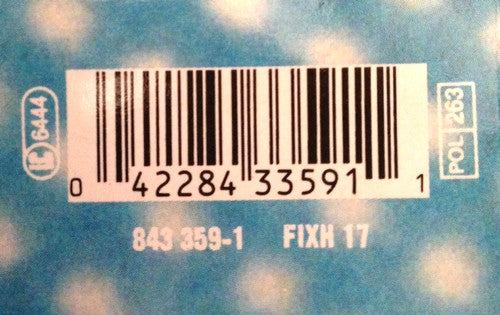 LC 6444
0 42284 33591 1
POL 263
843 359-1 FIXH 17